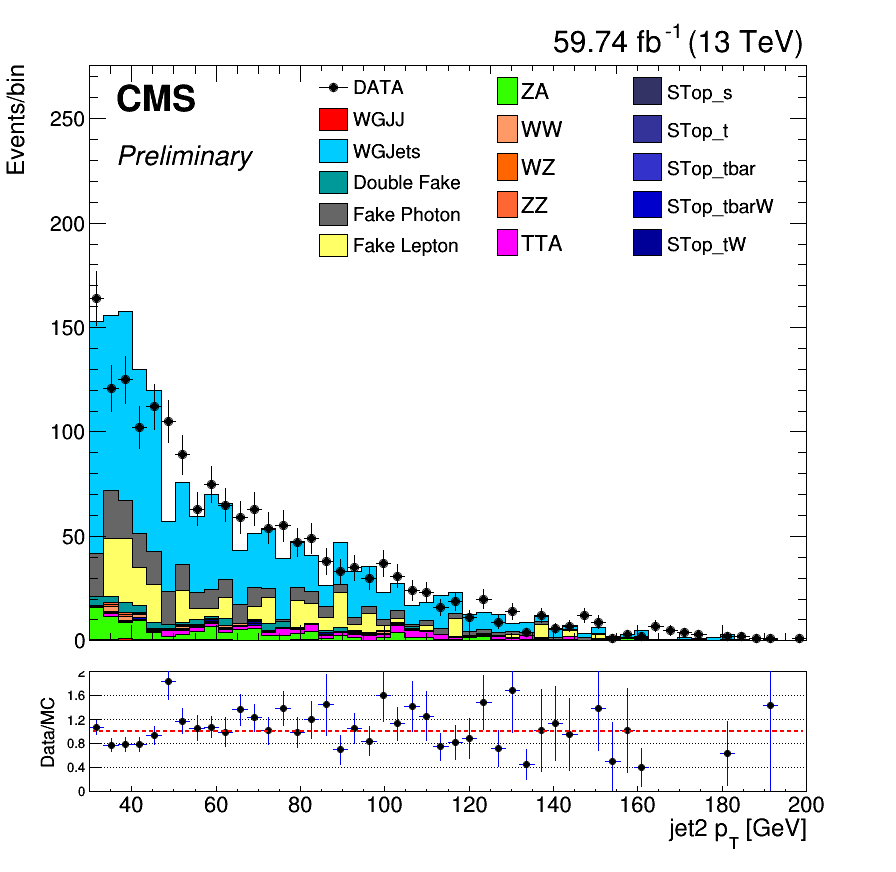 59.74 fb⁻¹ (13 TeV)
Events/bin
CMS
Preliminary
DATA
WGJJ
WGJets
Double Fake
Fake Photon
Fake Lepton
ZA
WW
WZ
ZZ
TTA
STop_s
STop_t
STop_tbar
STop_tbarW
STop_tW
250
200
150
100
50
0
Data/MC
2
1.6
1.2
0.8
0.4
0
40 60 80 100 120 140 160 180 200
jet2 p_T [GeV]